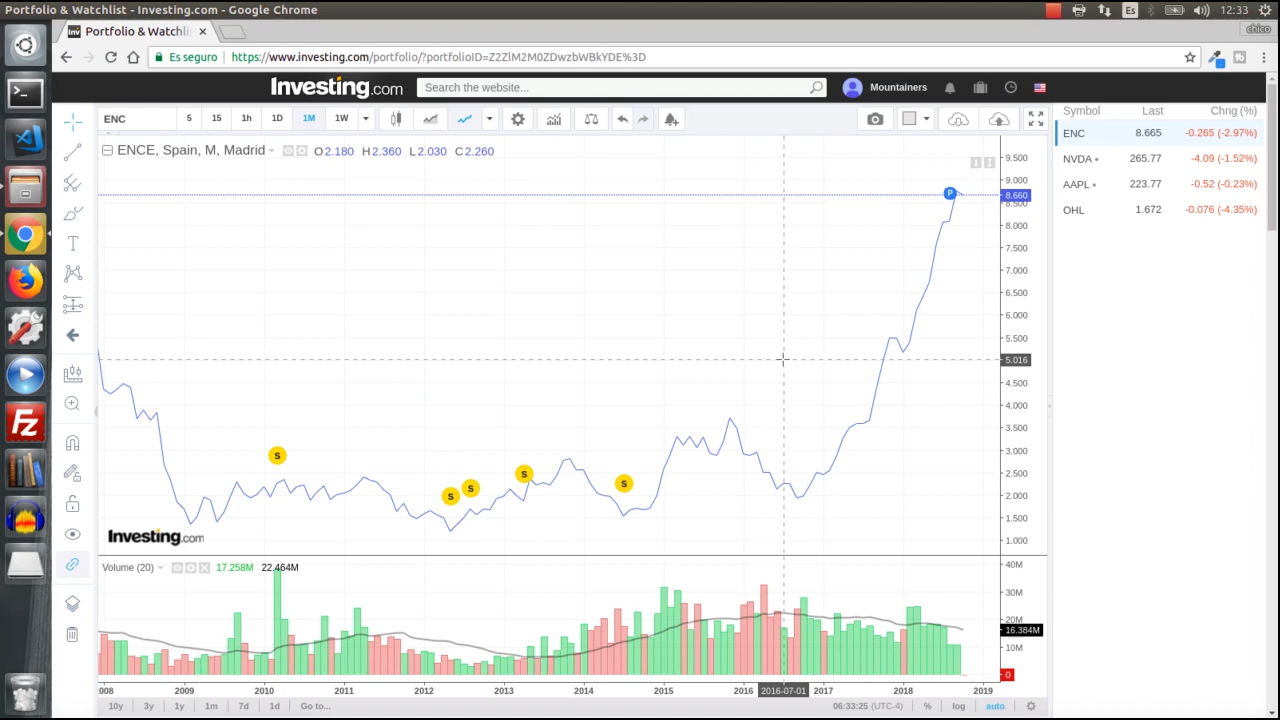 Portfolio & Watchlist - Investing.com - Google Chrome
Es
12:33
Inv Portfolio & Watchli
chico
Es seguro
https://www.investing.com/portfolio/?portfolioID=Z2ZlM2M0ZDwzbWBkYDE%3D
Investing.com
Search the website...
Mountainers
ENC 5 15 1h 1D 1M 1W
Symbol Last Chng (%)
ENC 8.665 -0.265 (-2.97%)
NVDA 265.77 -4.09 (-1.52%)
AAPL 223.77 -0.52 (-0.23%)
OHL 1.672 -0.076 (-4.35%)
ENCE, Spain, M, Madrid O 2.180 H 2.360 L 2.030 C 2.260
9.500
9.000
P
8.660
8.500
8.000
7.500
7.000
6.500
6.000
5.500
5.016
4.500
4.000
3.500
3.000
2.500
2.000
1.500
1.000
S
S
S
S
S
T
Fz
Investing.com
Volume (20) 17.258M 22.464M
40M
30M
20M
16.384M
10M
0
008 2009 2010 2011 2012 2013 2014 2015 2016 2016-07-01 2017 2018 2019
10y 3y 1y 1m 7d 1d Go to...
06:33:25 (UTC-4) % log auto